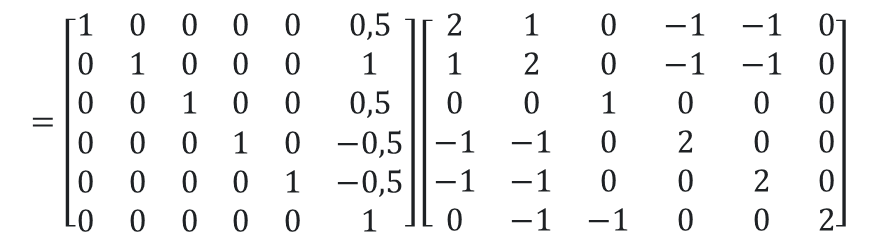 1 0 0 0 0 0,5 2 1 0 −1 −1 0
0 1 0 0 0 1 1 2 0 −1 −1 0
0 0 1 0 0 0,5 0 0 1 0 0 0
=
0 0 0 1 0 −0,5 −1 −1 0 2 0 0
0 0 0 0 1 −0,5 −1 −1 0 0 2 0
0 0 0 0 0 1 0 −1 −1 0 0 2